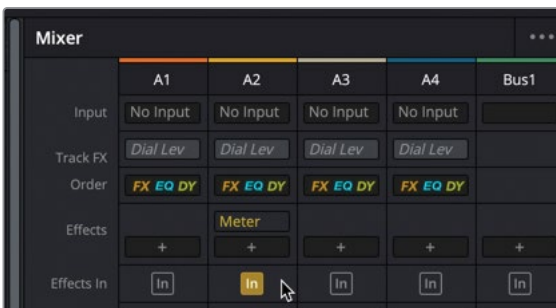 Mixer
A1 A2 A3 A4 Bus1
Input No Input No Input No Input No Input
Track FX Dial Lev Dial Lev Dial Lev Dial Lev
Order FX EQ DY FX EQ DY FX EQ DY FX EQ DY
Effects Meter
+ + + + +
Effects In In In In In In